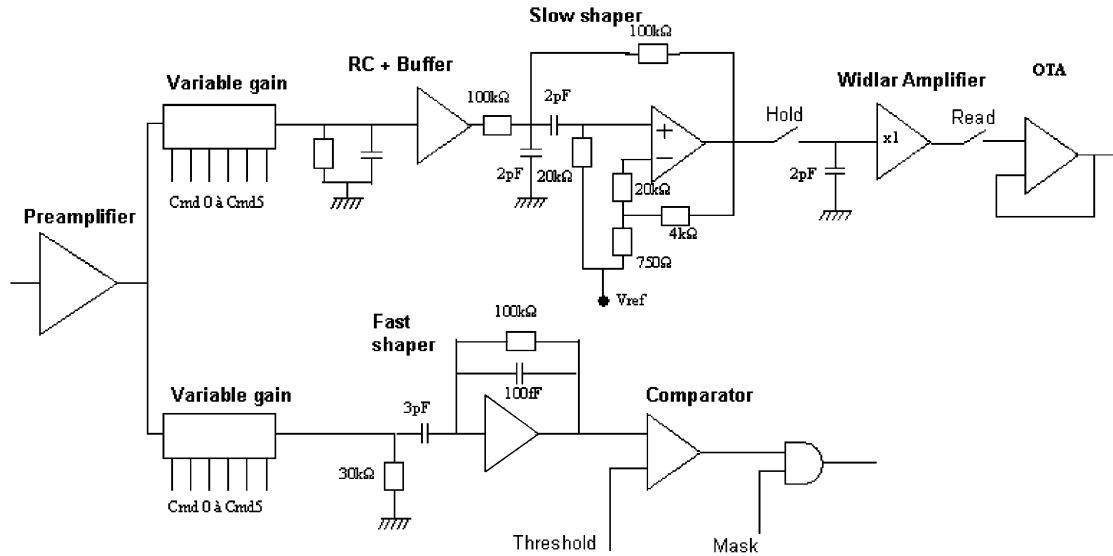 Slow shaper
100kΩ
Variable gain
RC + Buffer
100kΩ
2pF
Widlar Amplifier
OTA
Hold
Read
+
−
x1
2pF
20kΩ
20kΩ
2pF
Cmd 0 à Cmd5
4kΩ
750Ω
Preamplifier
Vref
Fast
shaper
100kΩ
100fF
Variable gain
3pF
Comparator
30kΩ
Cmd 0 à Cmd5
Threshold
Mask